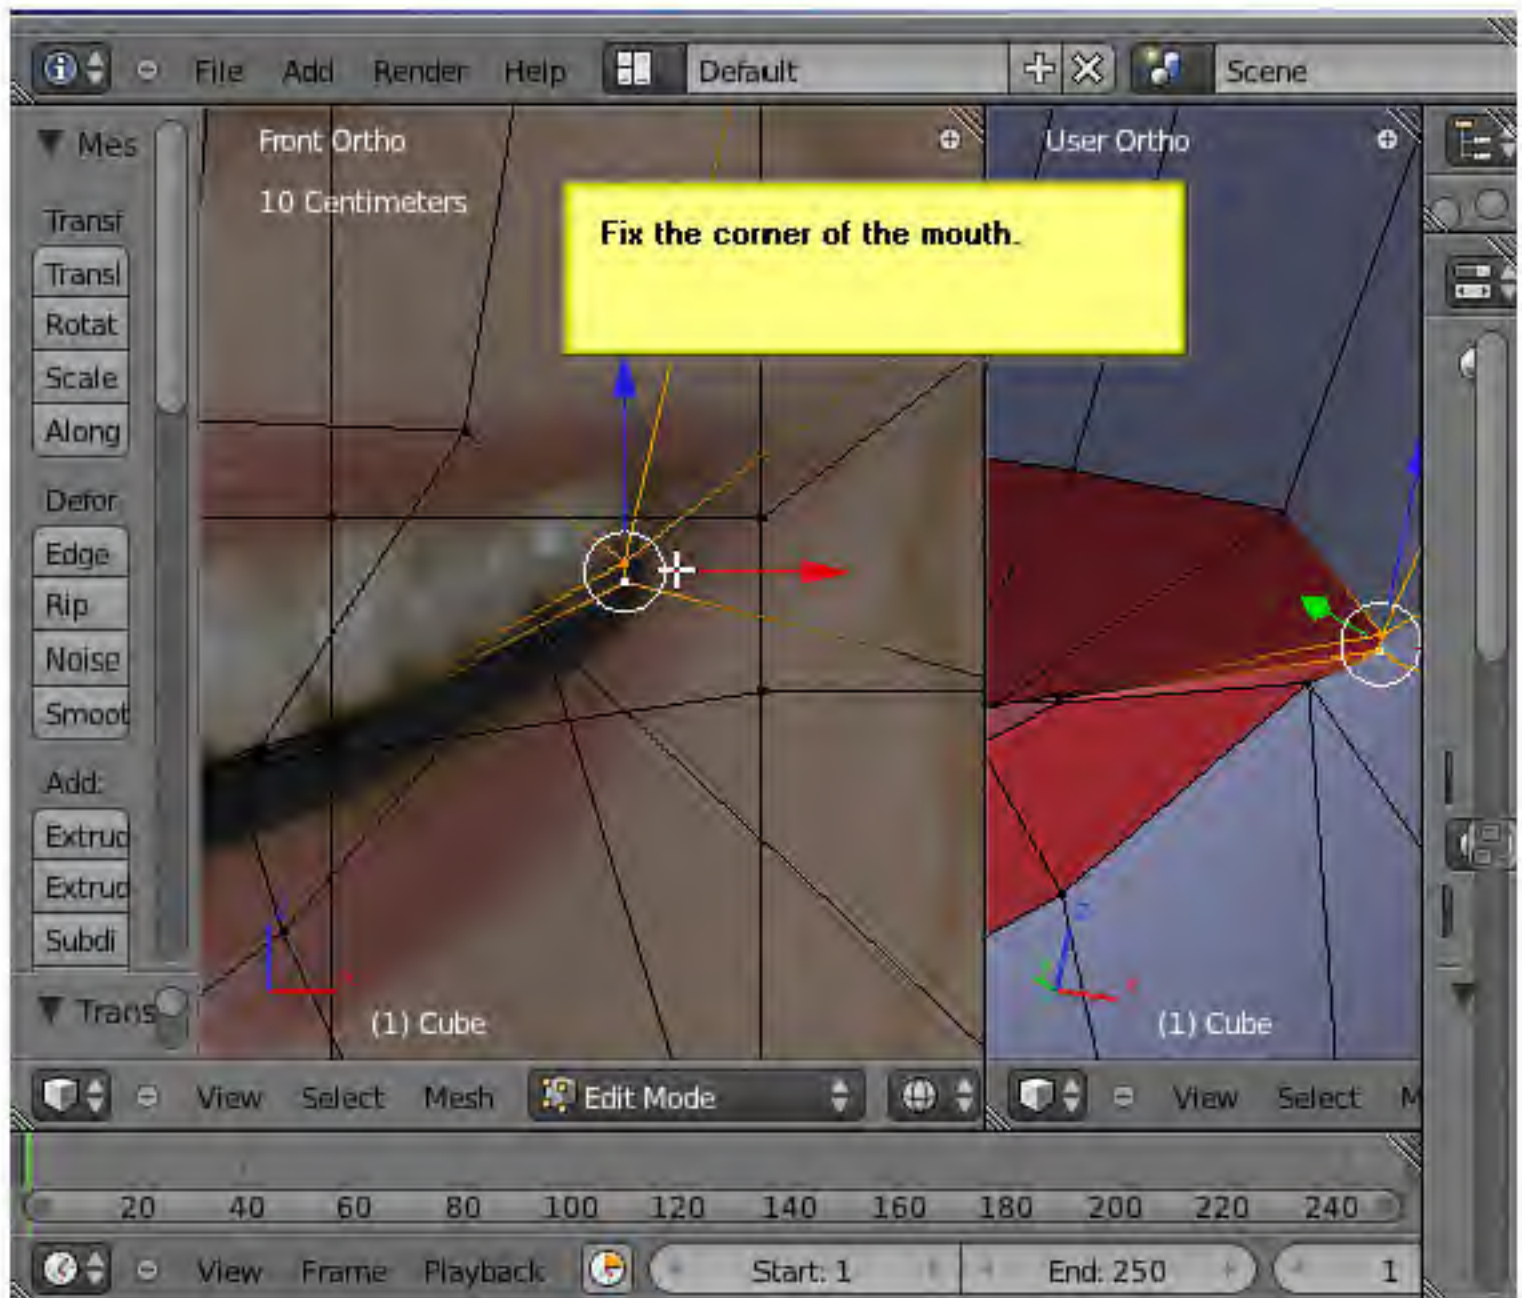 File Add Render Help Default Scene
Mes
Front Ortho
User Ortho
10 Centimeters
Fix the corner of the mouth.
Transf
Transl
Rotat
Scale
Along
Defor
Edge
Rip
Noise
Smoot
Add:
Extrud
Extrud
Subdi
Trans
(1) Cube
(1) Cube
View Select Mesh Edit Mode
View Select M
20 40 60 80 100 120 140 160 180 200 220 240
View Frame Playback Start: 1 End: 250 1